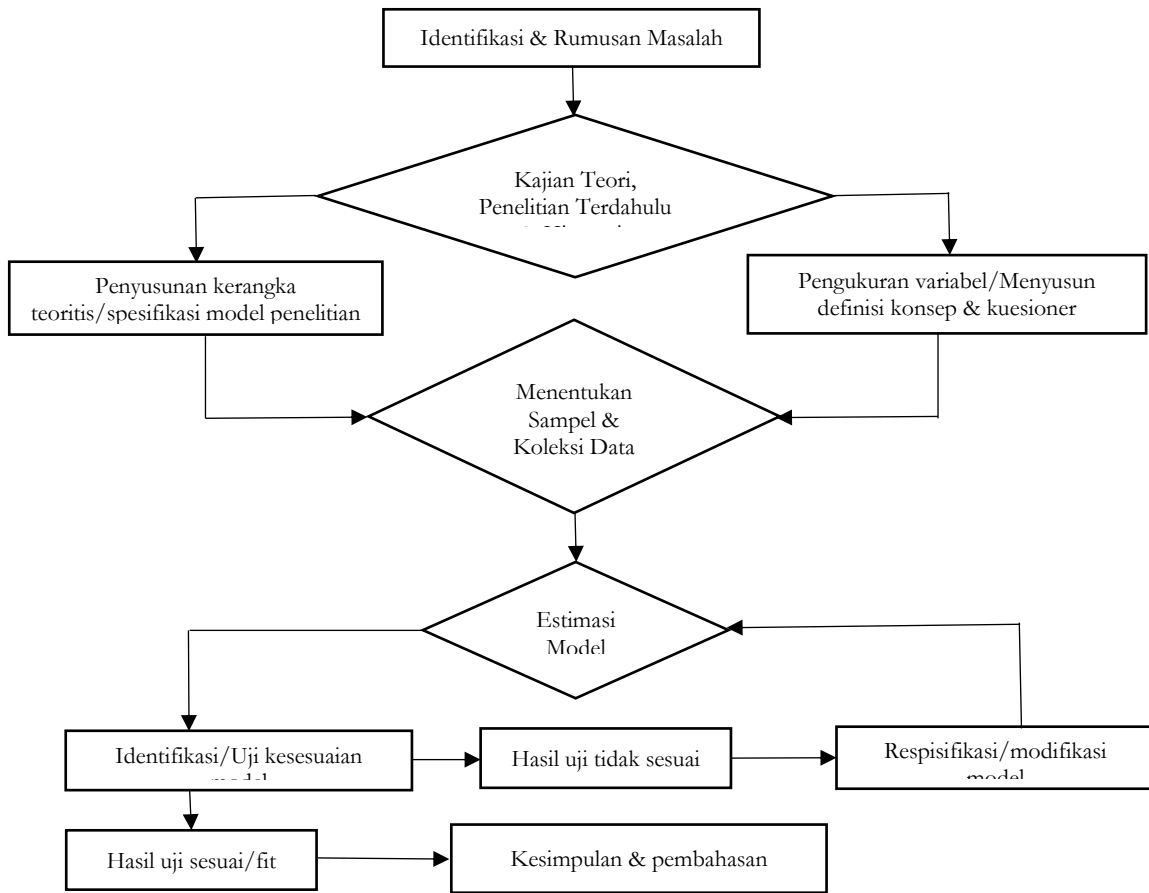 Identifikasi & Rumusan Masalah
Kajian Teori,
Penelitian Terdahulu
Penyusunan kerangka
teoritis/spesifikasi model penelitian
Pengukuran variabel/Menyusun
definisi konsep & kuesioner
Menentukan
Sampel &
Koleksi Data
Estimasi
Model
Identifikasi/Uji kesesuaian
model
Hasil uji tidak sesuai
Respisifikasi/modifikasi
model
Hasil uji sesuai/fit
Kesimpulan & pembahasan